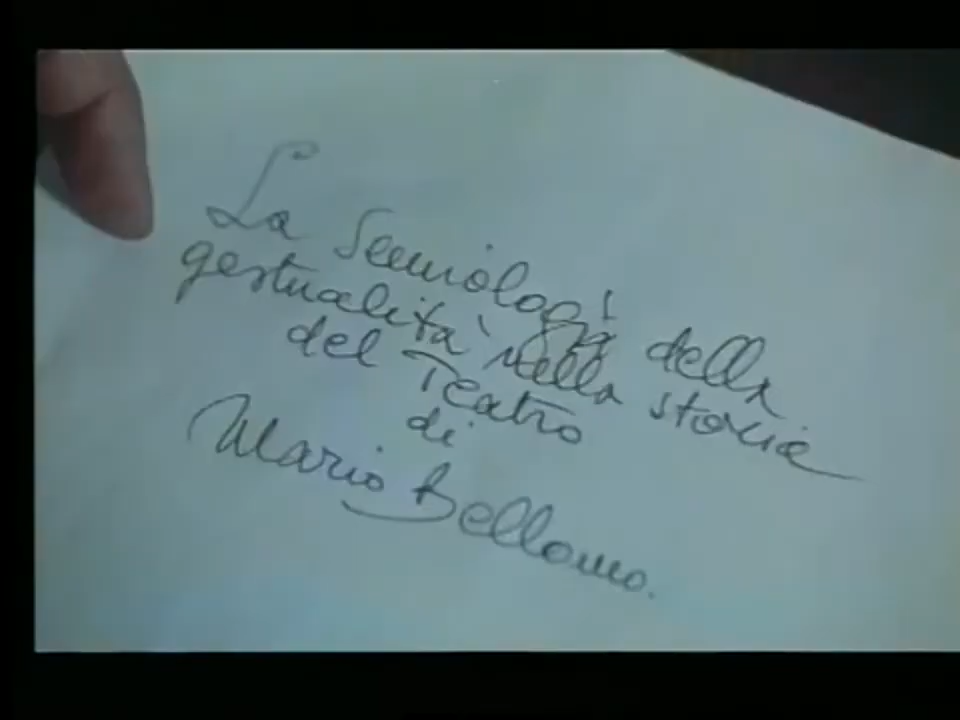 La Semiologia della
gestualità nella storia
del Teatro
di
Mario Bellomo.